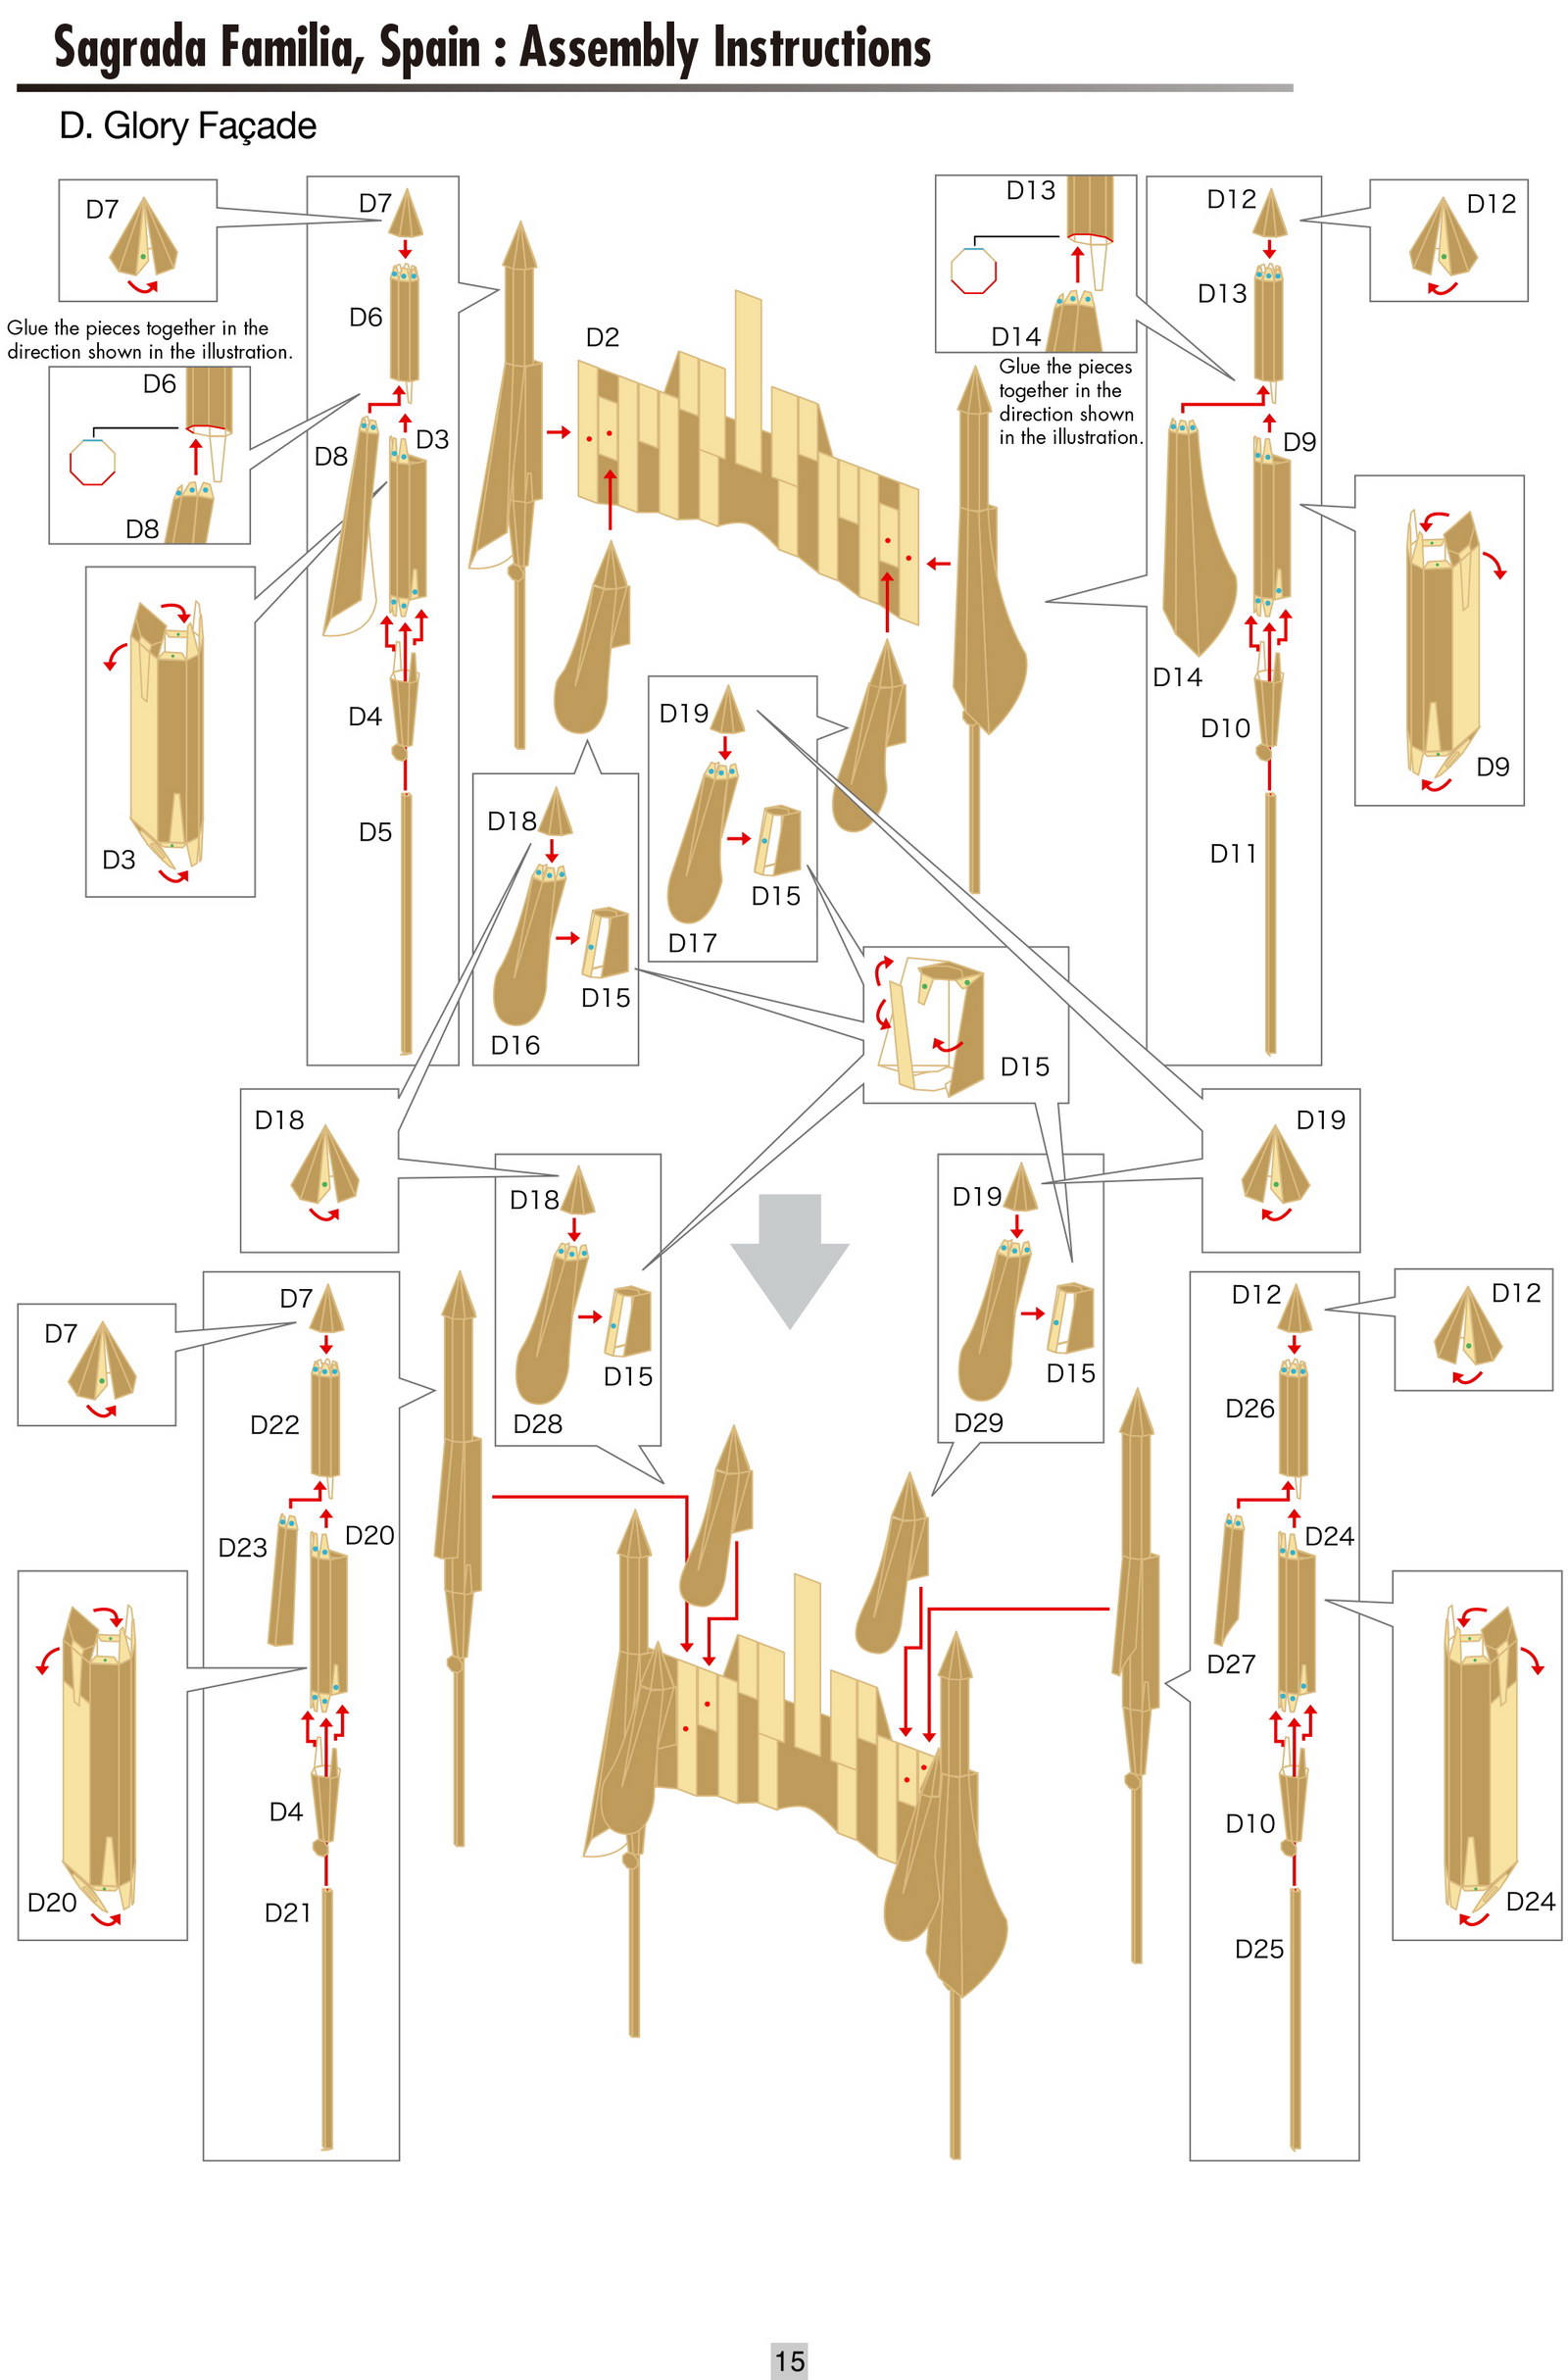 Sagrada Familia, Spain : Assembly Instructions
D. Glory Façade
D7
D7
D6
Glue the pieces together in the
direction shown in the illustration.
D6
D8
D8
D3
D3
D4
D5
D2
D13
D14
Glue the pieces
together in the
direction shown
in the illustration.
D12
D12
D13
D9
D14
D9
D10
D11
D19
D15
D17
D18
D15
D16
D15
D18
D18
D15
D28
D19
D15
D29
D19
D7
D7
D22
D23
D20
D20
D4
D21
D12
D12
D26
D24
D27
D24
D10
D25
15